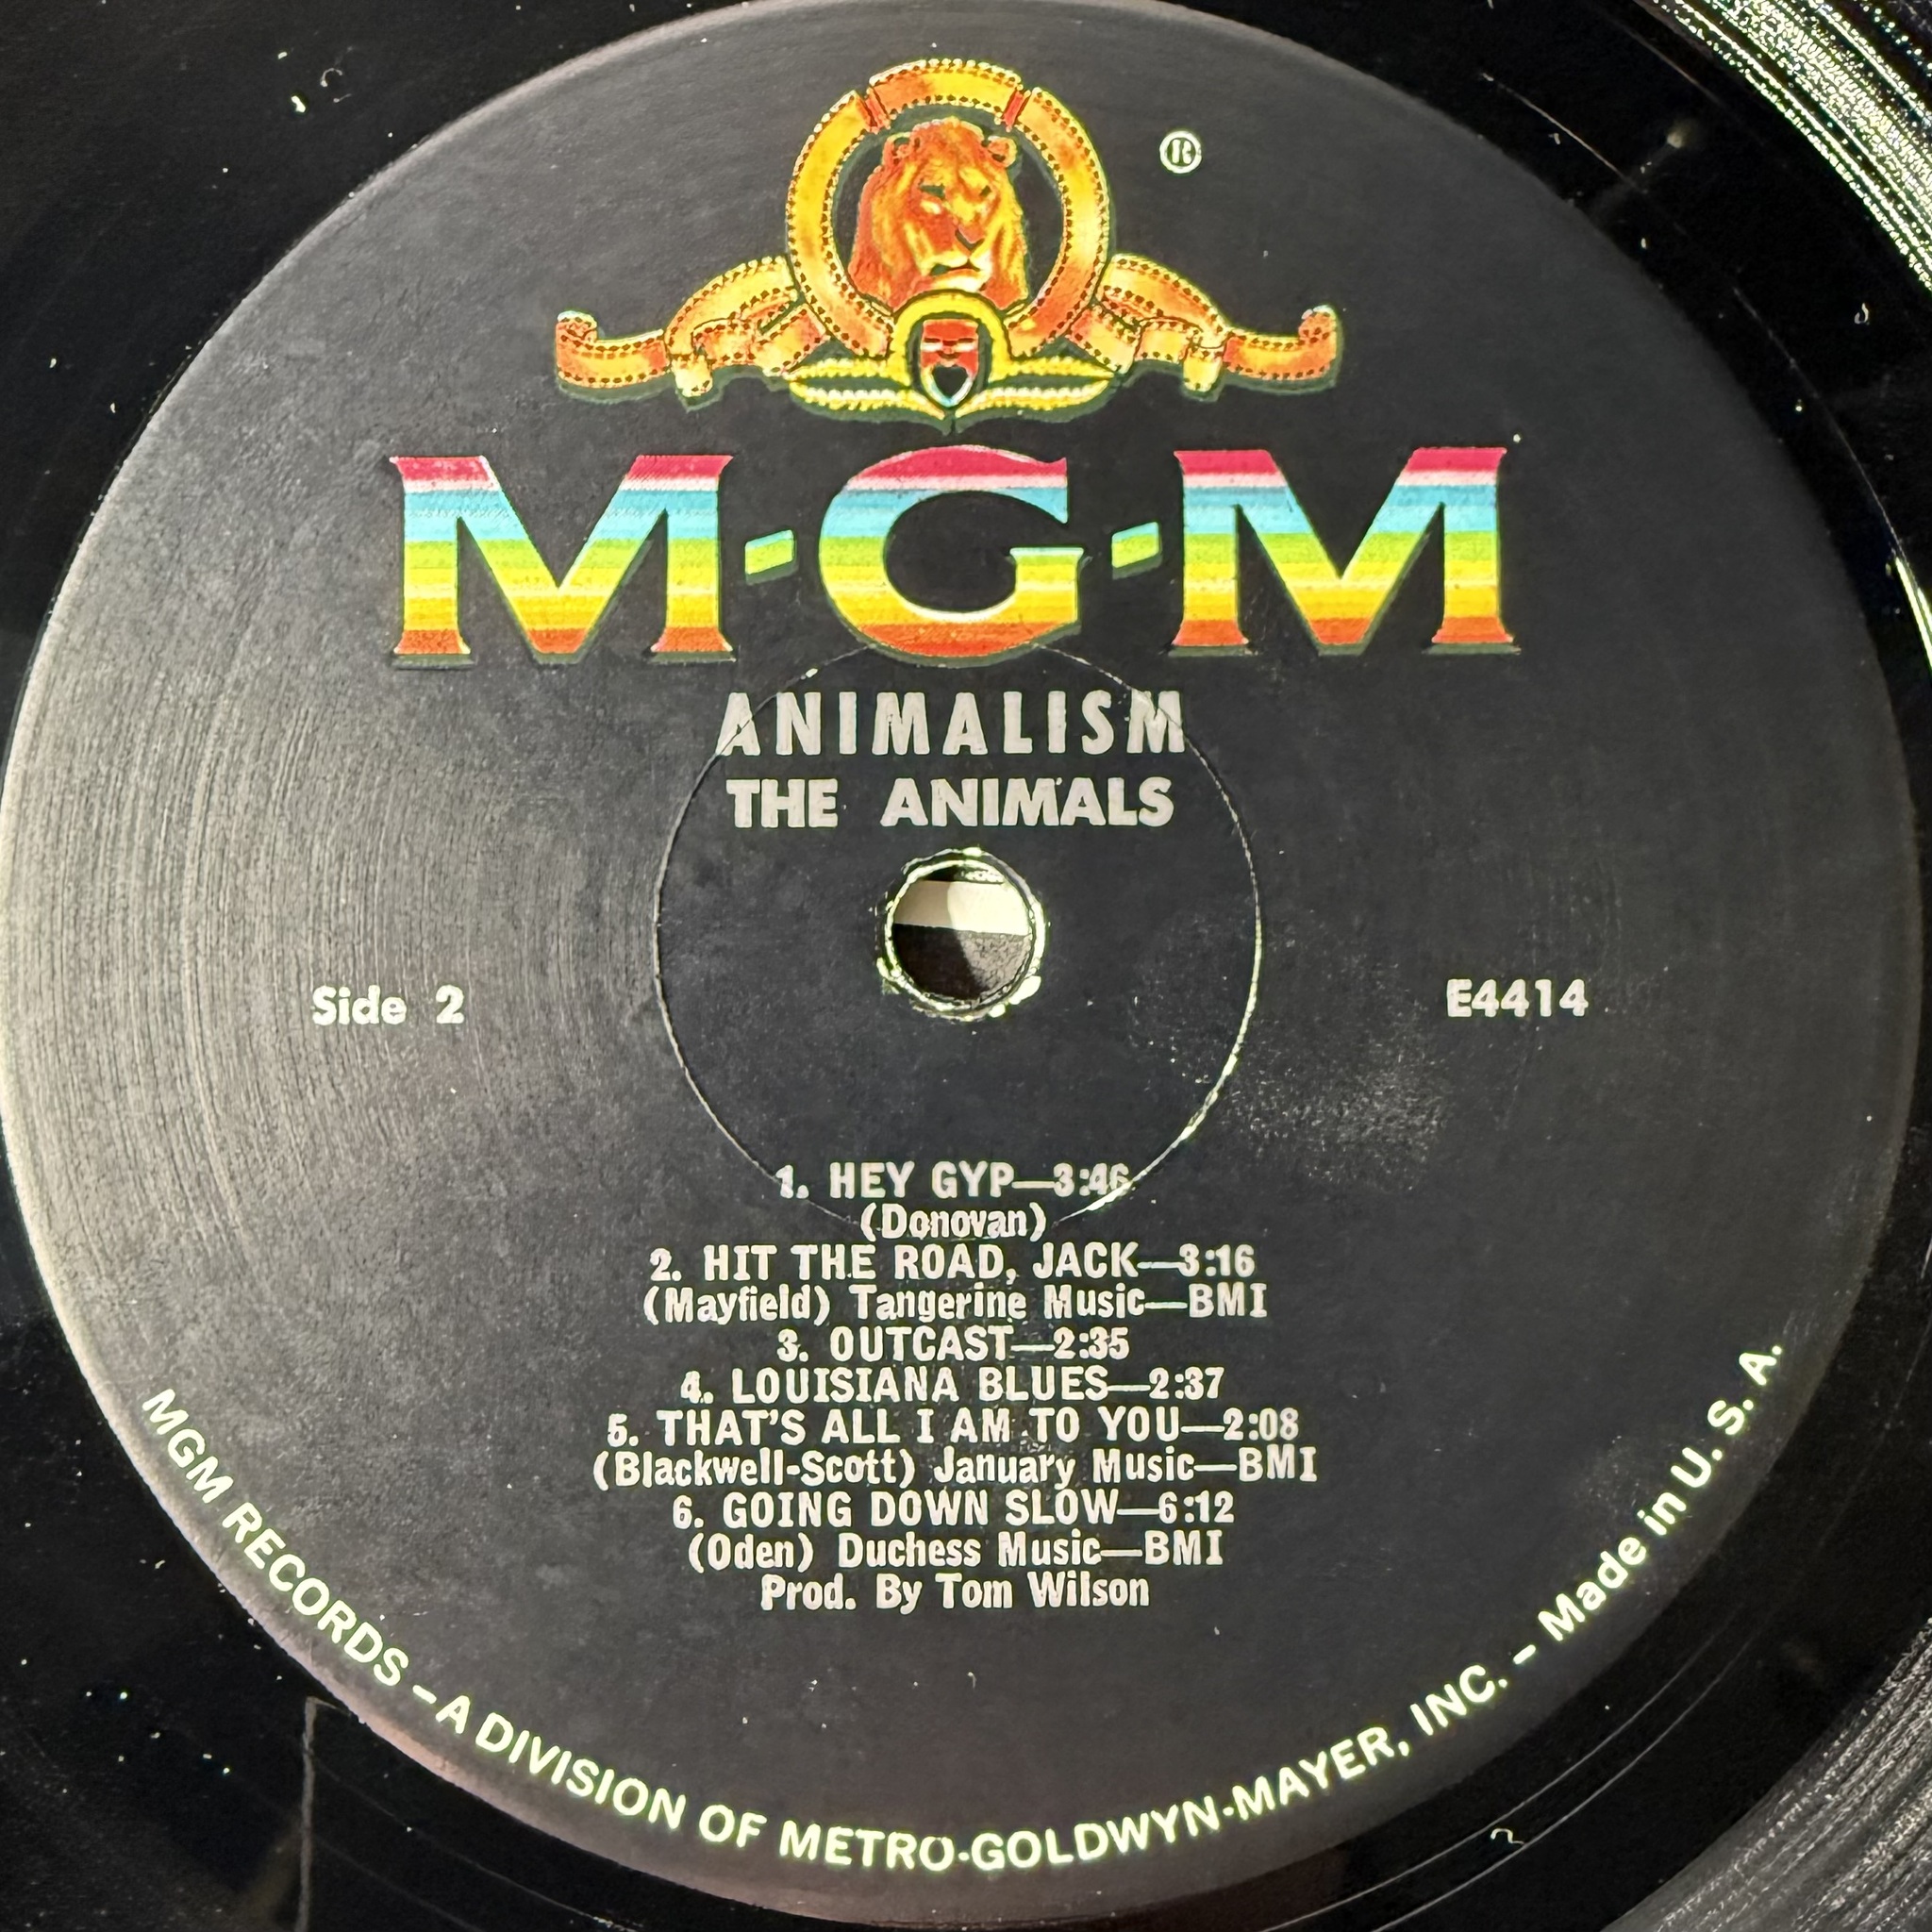 ®
M·G·M
ANIMALISM
THE ANIMALS
Side 2
E4414
1. HEY GYP—3:46
(Donovan)
2. HIT THE ROAD, JACK—3:16
(Mayfield) Tangerine Music—BMI
3. OUTCAST—2:35
4. LOUISIANA BLUES—2:37
5. THAT'S ALL I AM TO YOU—2:08
(Blackwell-Scott) January Music—BMI
6. GOING DOWN SLOW—6:12
(Oden) Duchess Music—BMI
Prod. By Tom Wilson
MGM RECORDS – A DIVISION OF METRO-GOLDWYN-MAYER, INC. – Made in U. S. A.